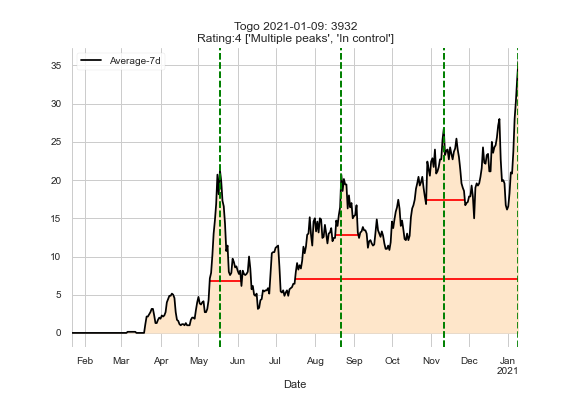 Togo 2021-01-09: 3932
Rating:4 ['Multiple peaks', 'In control']
Average-7d
35
30
25
20
15
10
5
0
Feb Mar Apr May Jun Jul Aug Sep Oct Nov Dec Jan
2021
Date